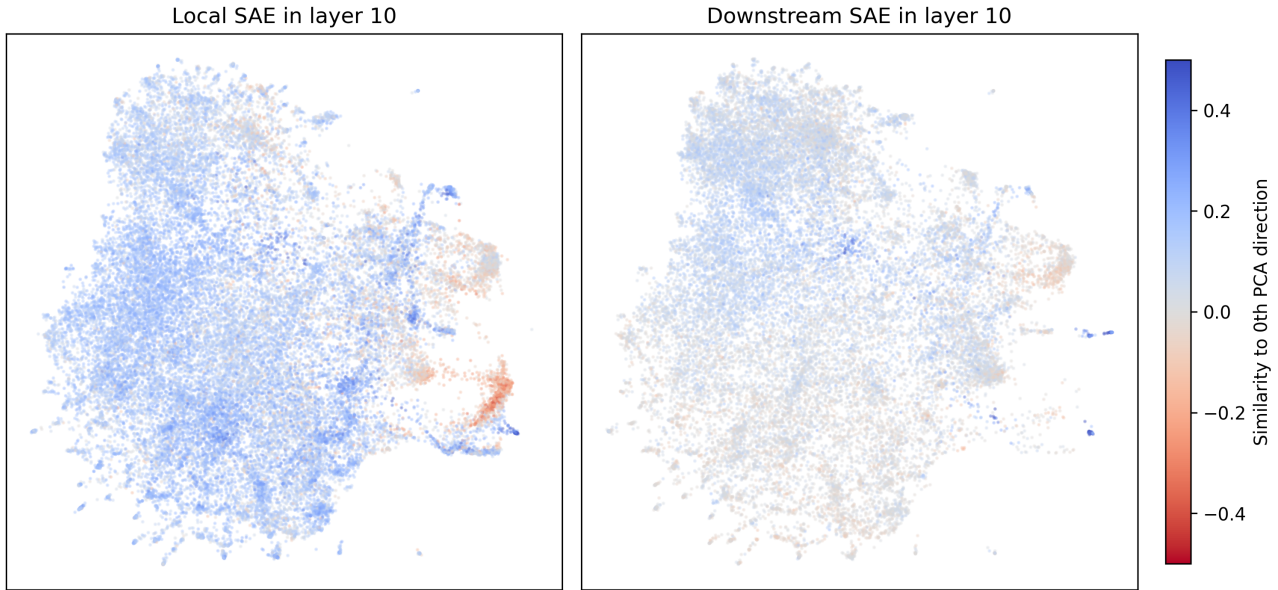 Local SAE in layer 10
Downstream SAE in layer 10
0.4
0.2
0.0
−0.2
−0.4
Similarity to 0th PCA direction